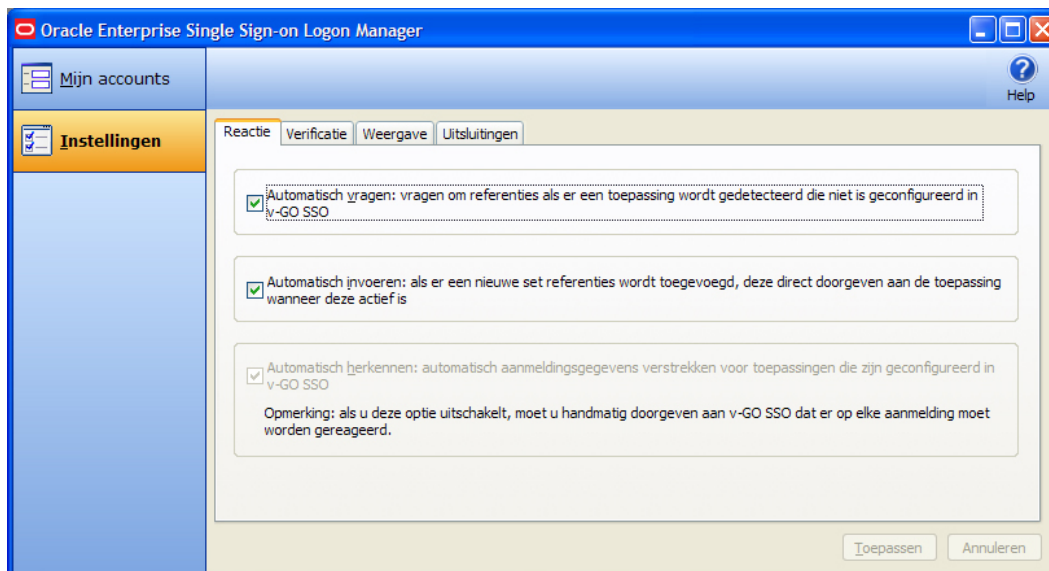 Oracle Enterprise Single Sign-on Logon Manager
Mijn accounts
Help
Instellingen
Reactie
Verificatie
Weergave
Uitsluitingen
Automatisch vragen: vragen om referenties als er een toepassing wordt gedetecteerd die niet is geconfigureerd in
v-GO SSO
Automatisch invoeren: als er een nieuwe set referenties wordt toegevoegd, deze direct doorgeven aan de toepassing
wanneer deze actief is
Automatisch herkennen: automatisch aanmeldingsgegevens verstrekken voor toepassingen die zijn geconfigureerd in
v-GO SSO
Opmerking: als u deze optie uitschakelt, moet u handmatig doorgeven aan v-GO SSO dat er op elke aanmelding moet
worden gereageerd.
Toepassen
Annuleren